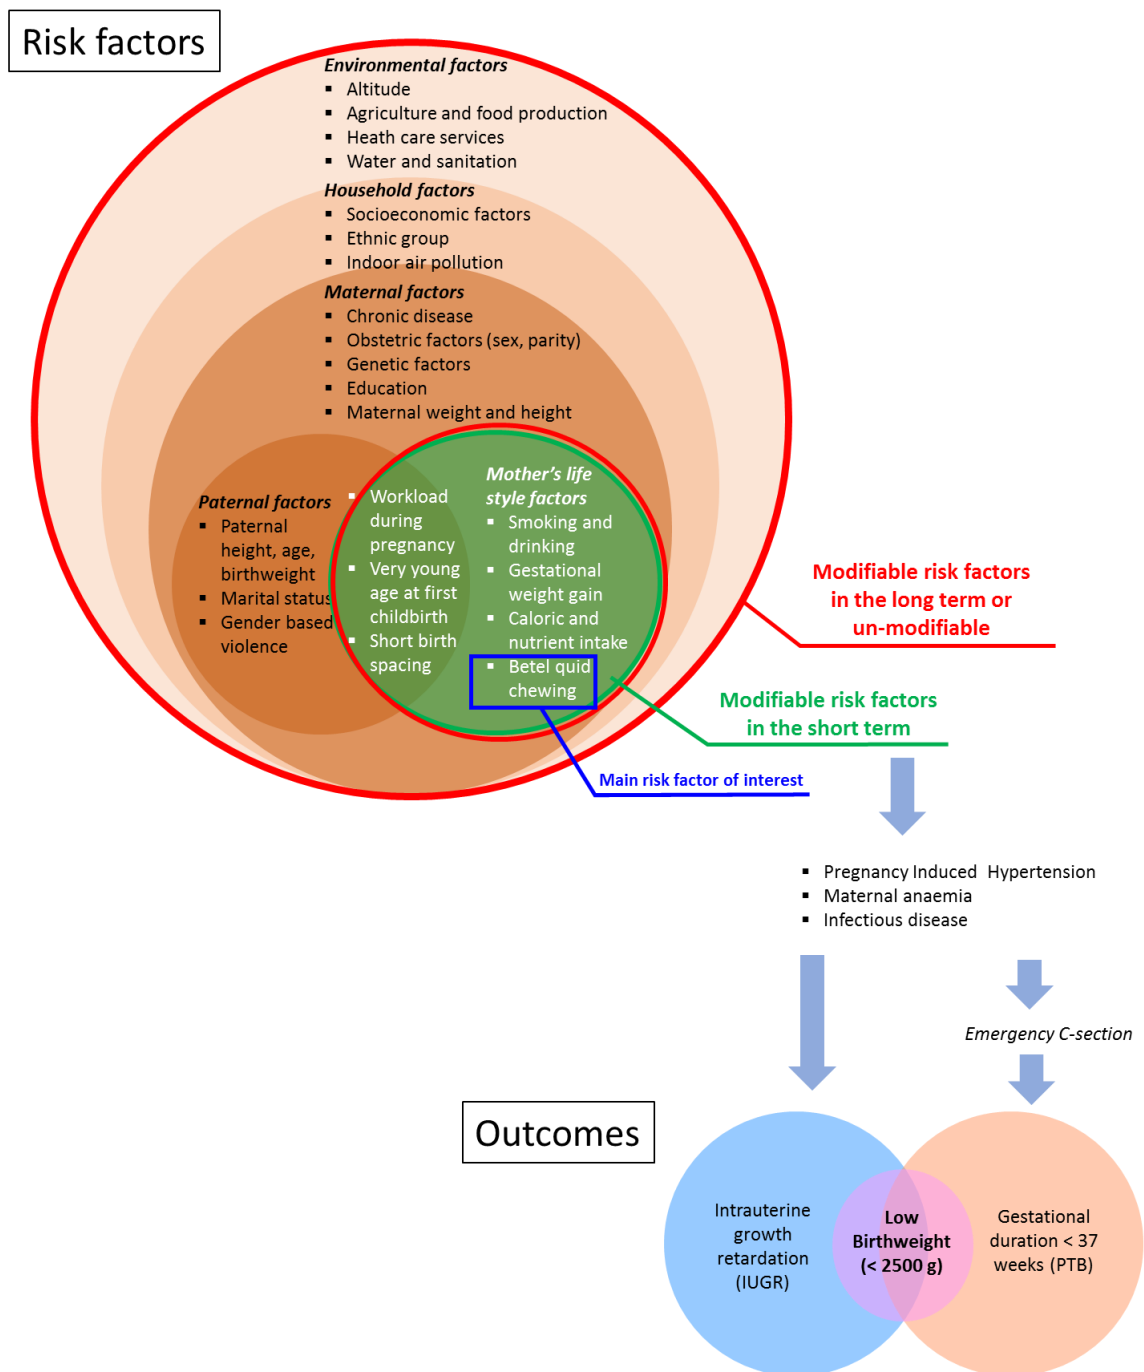 Risk factors
Environmental factors
▪ Altitude
▪ Agriculture and food production
▪ Heath care services
▪ Water and sanitation
Household factors
▪ Socioeconomic factors
▪ Ethnic group
▪ Indoor air pollution
Maternal factors
▪ Chronic disease
▪ Obstetric factors (sex, parity)
▪ Genetic factors
▪ Education
▪ Maternal weight and height
Paternal factors
▪ Paternal
height, age,
birthweight
▪ Marital status
▪ Gender based
violence
▪ Workload
during
pregnancy
▪ Very young
age at first
childbirth
▪ Short birth
spacing
Mother's life
style factors
▪ Smoking and
drinking
▪ Gestational
weight gain
▪ Caloric and
nutrient intake
▪ Betel quid
chewing
Modifiable risk factors
in the long term or
un-modifiable
Modifiable risk factors
in the short term
Main risk factor of interest
▪ Pregnancy Induced Hypertension
▪ Maternal anaemia
▪ Infectious disease
Emergency C-section
Outcomes
Intrauterine
growth
retardation
(IUGR)
Low
Birthweight
(< 2500 g)
Gestational
duration < 37
weeks (PTB)